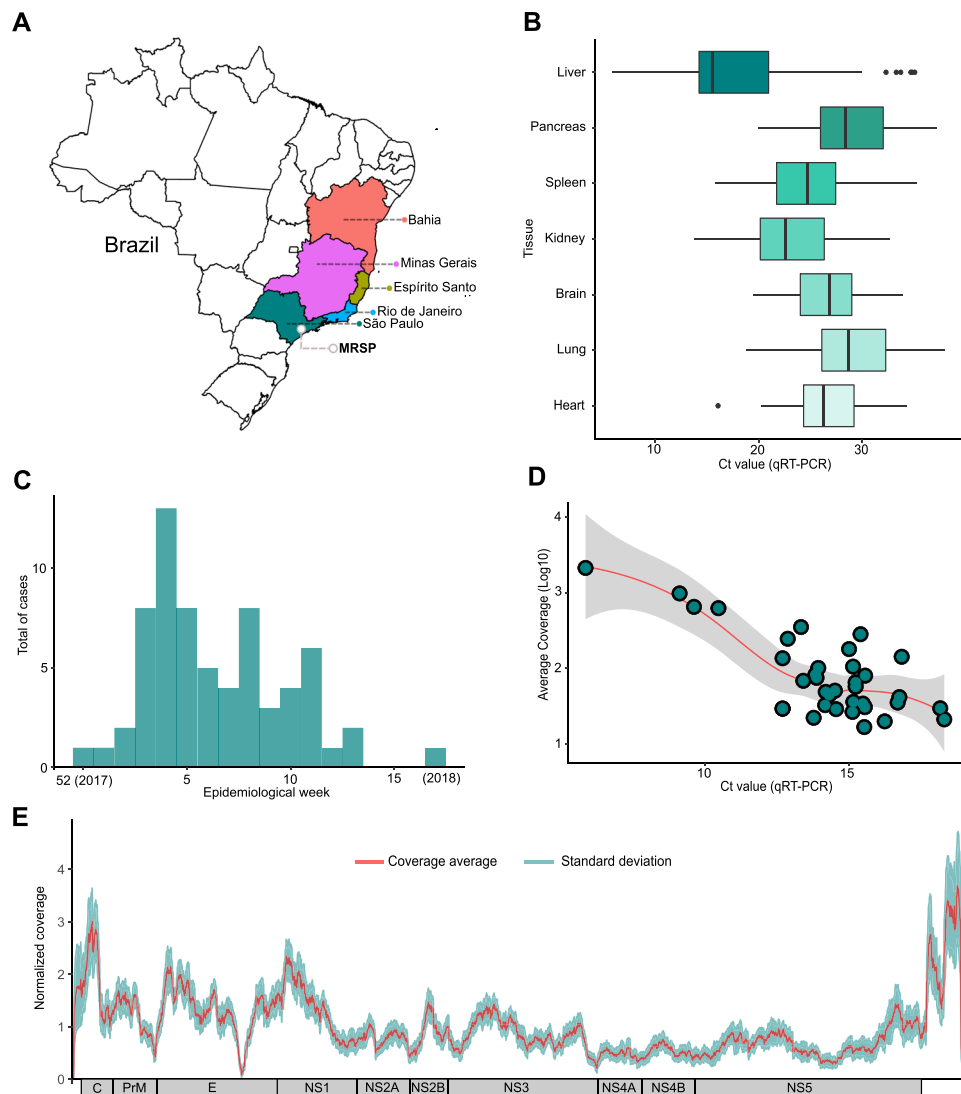 A
Brazil
Bahia
Minas Gerais
Espírito Santo
Rio de Janeiro
São Paulo
MRSP
B
Tissue
Liver
Pancreas
Spleen
Kidney
Brain
Lung
Heart
10 20 30
Ct value (qRT-PCR)
C
Total of cases
10
5
0
52 (2017) 5 10 15 (2018)
Epidemiological week
D
Average Coverage (Log10)
4
3
2
1
10 15
Ct value (qRT-PCR)
E
Coverage average Standard deviation
Normalized coverage
4
3
2
1
0
C PrM E NS1 NS2A NS2B NS3 NS4A NS4B NS5